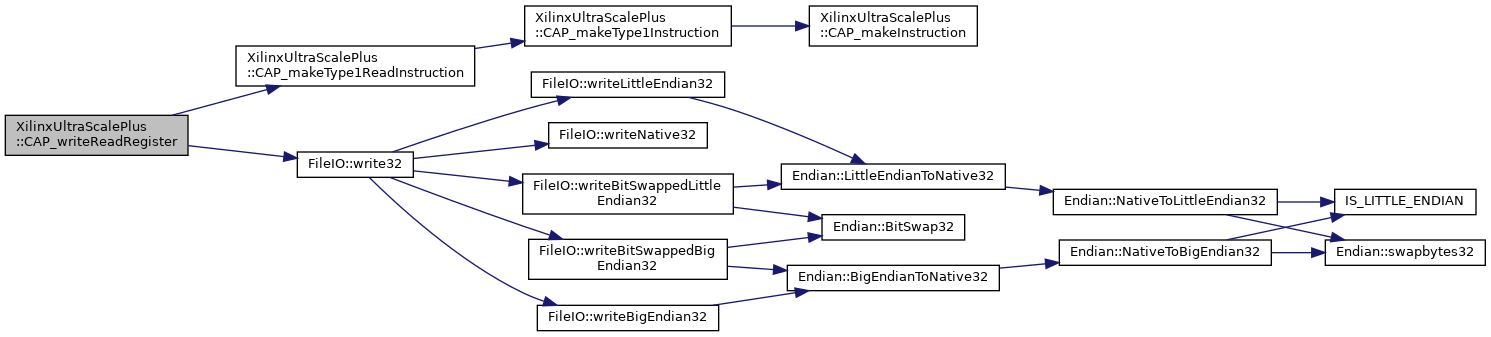 XilinxUltraScalePlus
::CAP_writeReadRegister
XilinxUltraScalePlus
::CAP_makeType1ReadInstruction
XilinxUltraScalePlus
::CAP_makeType1Instruction
XilinxUltraScalePlus
::CAP_makeInstruction
FileIO::write32
FileIO::writeLittleEndian32
FileIO::writeNative32
FileIO::writeBitSwappedLittle
Endian32
FileIO::writeBitSwappedBig
Endian32
FileIO::writeBigEndian32
Endian::LittleEndianToNative32
Endian::BitSwap32
Endian::BigEndianToNative32
Endian::NativeToLittleEndian32
Endian::NativeToBigEndian32
IS_LITTLE_ENDIAN
Endian::swapbytes32